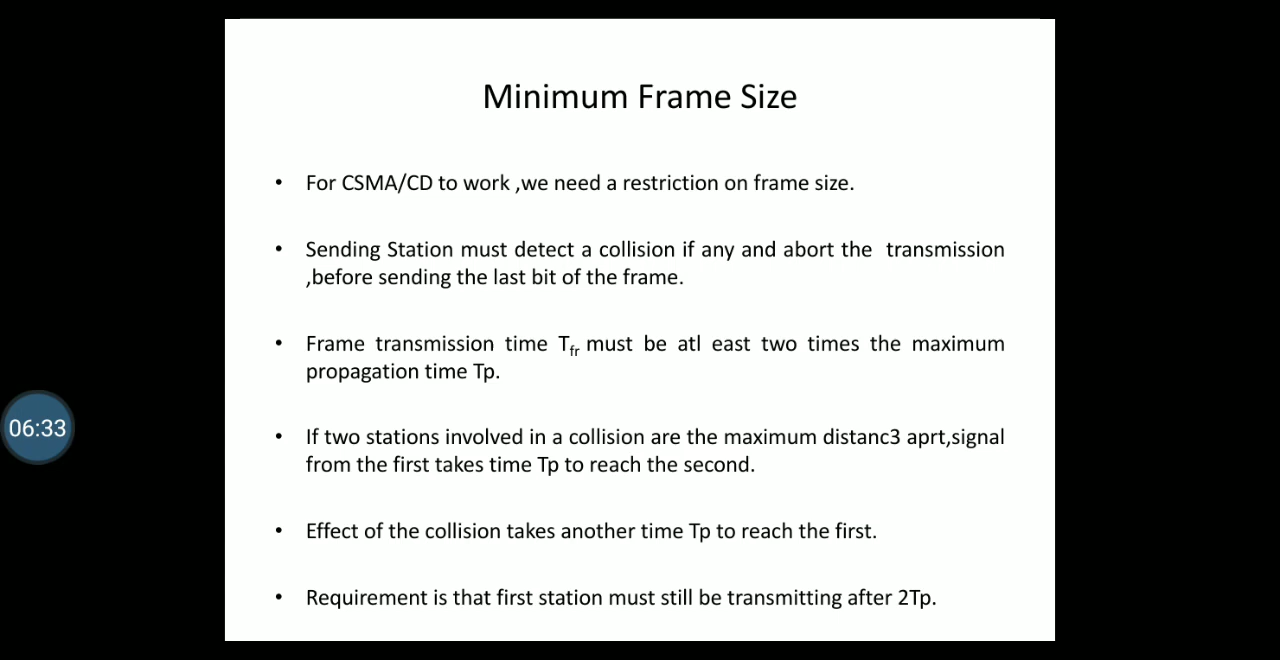 Minimum Frame Size
• For CSMA/CD to work ,we need a restriction on frame size.
• Sending Station must detect a collision if any and abort the transmission
,before sending the last bit of the frame.
• Frame transmission time Tfr must be atl east two times the maximum
propagation time Tp.
06:33
• If two stations involved in a collision are the maximum distanc3 aprt,signal
from the first takes time Tp to reach the second.
• Effect of the collision takes another time Tp to reach the first.
• Requirement is that first station must still be transmitting after 2Tp.